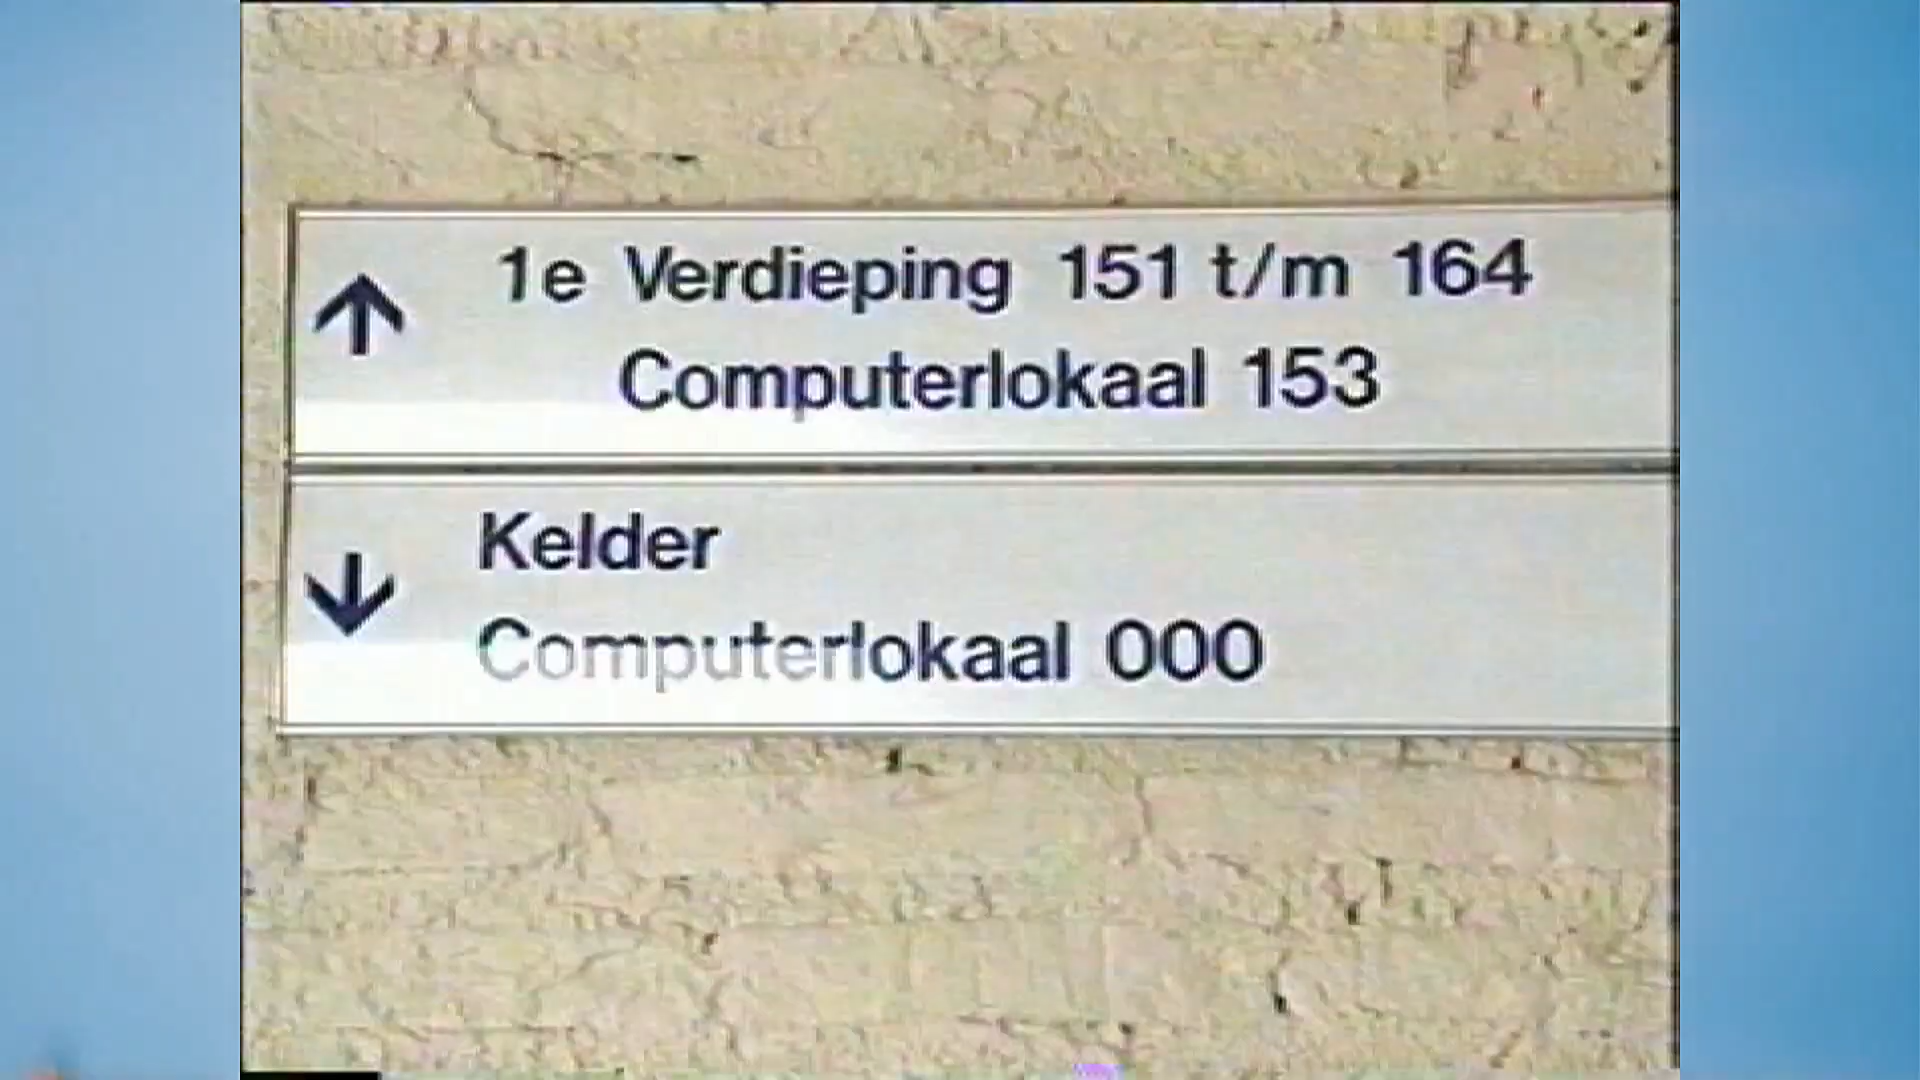 1e Verdieping 151 t/m 164
Computerlokaal 153
Kelder
Computerlokaal 000